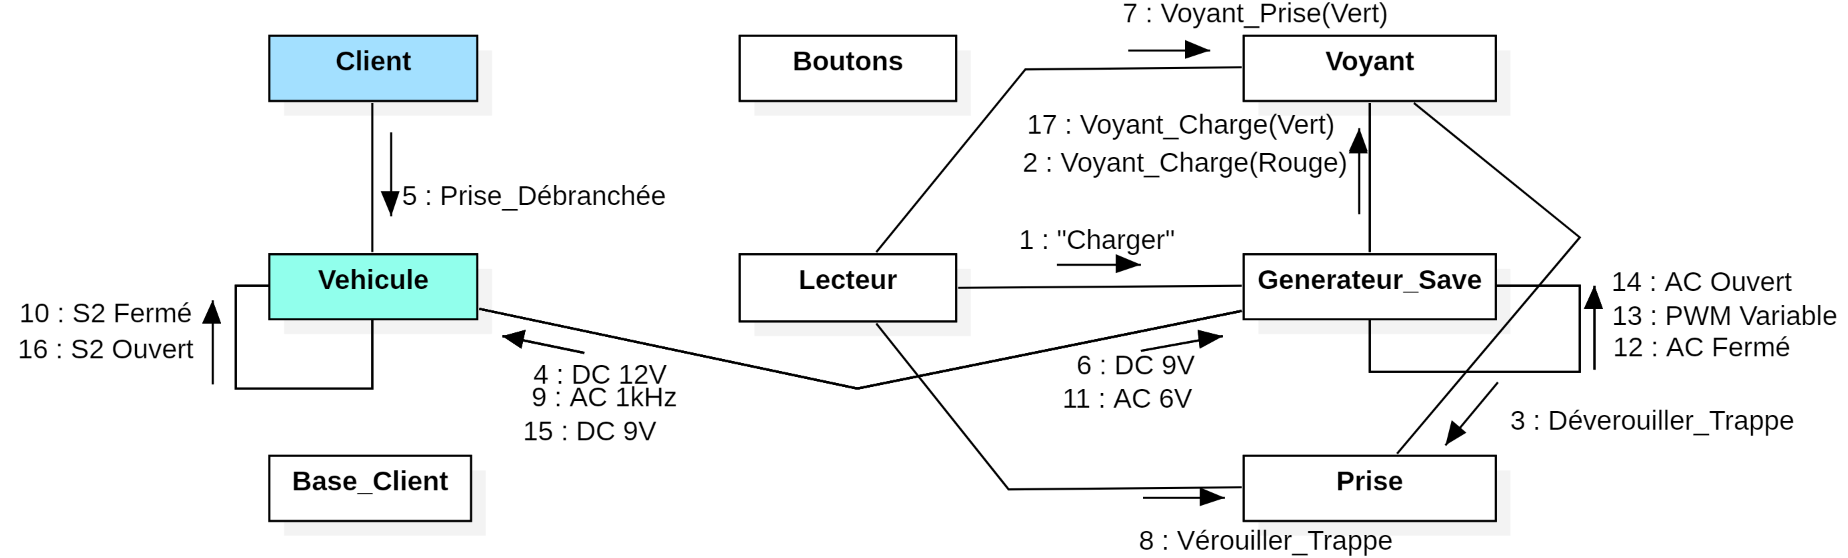 7 : Voyant_Prise(Vert)
Client
Boutons
Voyant
17 : Voyant_Charge(Vert)
2 : Voyant_Charge(Rouge)
5 : Prise_Débranchée
1 : "Charger"
Vehicule
Lecteur
Generateur_Save
14 : AC Ouvert
10 : S2 Fermé
13 : PWM Variable
16 : S2 Ouvert
12 : AC Fermé
4 : DC 12V
6 : DC 9V
9 : AC 1kHz
11 : AC 6V
15 : DC 9V
3 : Déverouiller_Trappe
Base_Client
Prise
8 : Vérouiller_Trappe